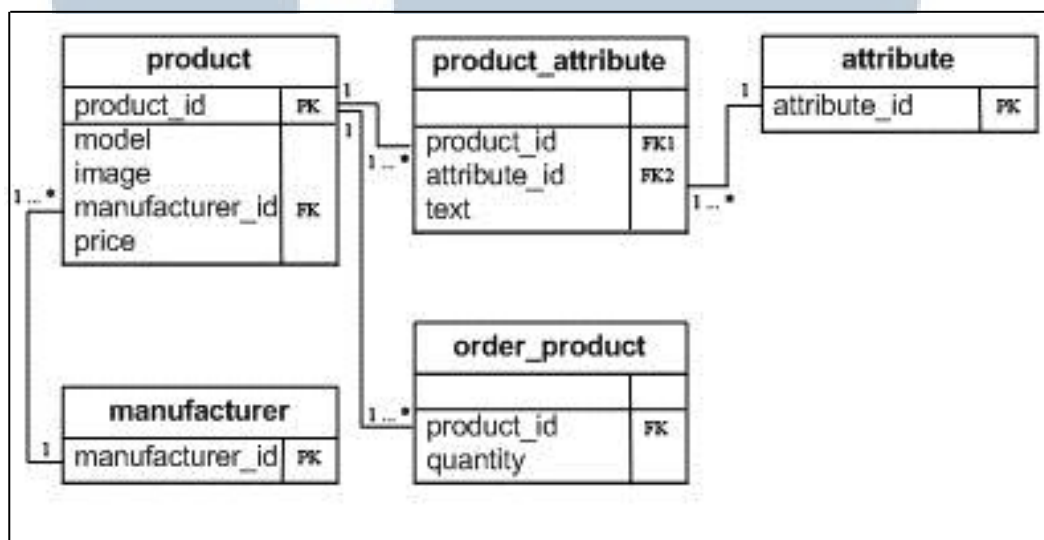 product
product_id PK
model
image
manufacturer_id FK
price
product_attribute
product_id FK1
attribute_id FK2
text
attribute
attribute_id PK
manufacturer
manufacturer_id PK
order_product
product_id FK
quantity
1
1
1 ... *
1
1 ... *
1 ... *
1
1 ... *